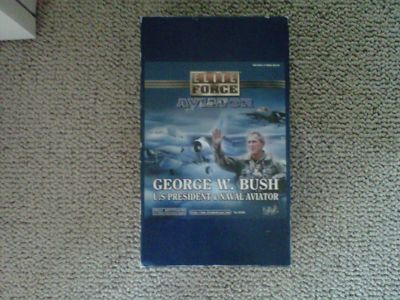 ELITE
FORCE
AVIATOR
GEORGE W. BUSH
U.S PRESIDENT & NAVAL AVIATOR